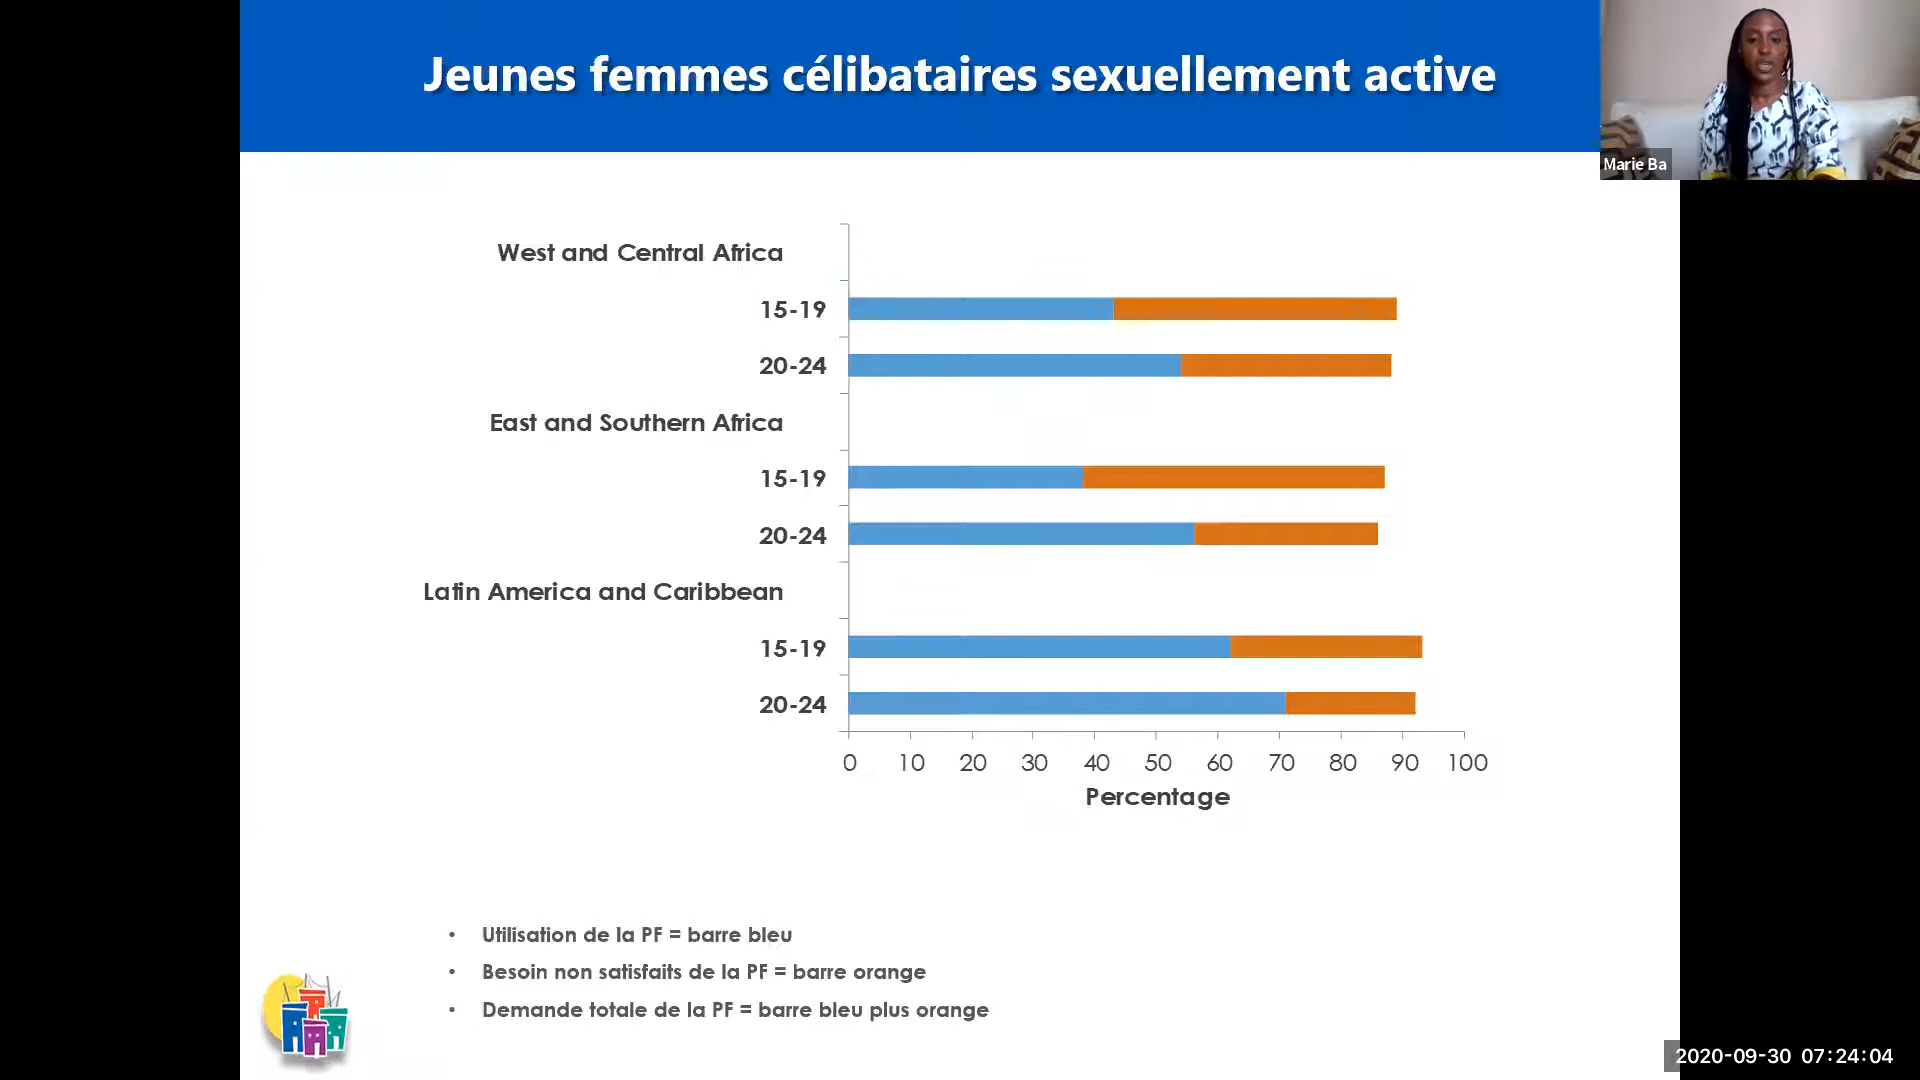 Jeunes femmes célibataires sexuellement active
Marie Ba
West and Central Africa
15-19
20-24
East and Southern Africa
15-19
20-24
Latin America and Caribbean
15-19
20-24
0 10 20 30 40 50 60 70 80 90 100
Percentage
• Utilisation de la PF = barre bleu
• Besoin non satisfaits de la PF = barre orange
• Demande totale de la PF = barre bleu plus orange
2020-09-30 07:24:04